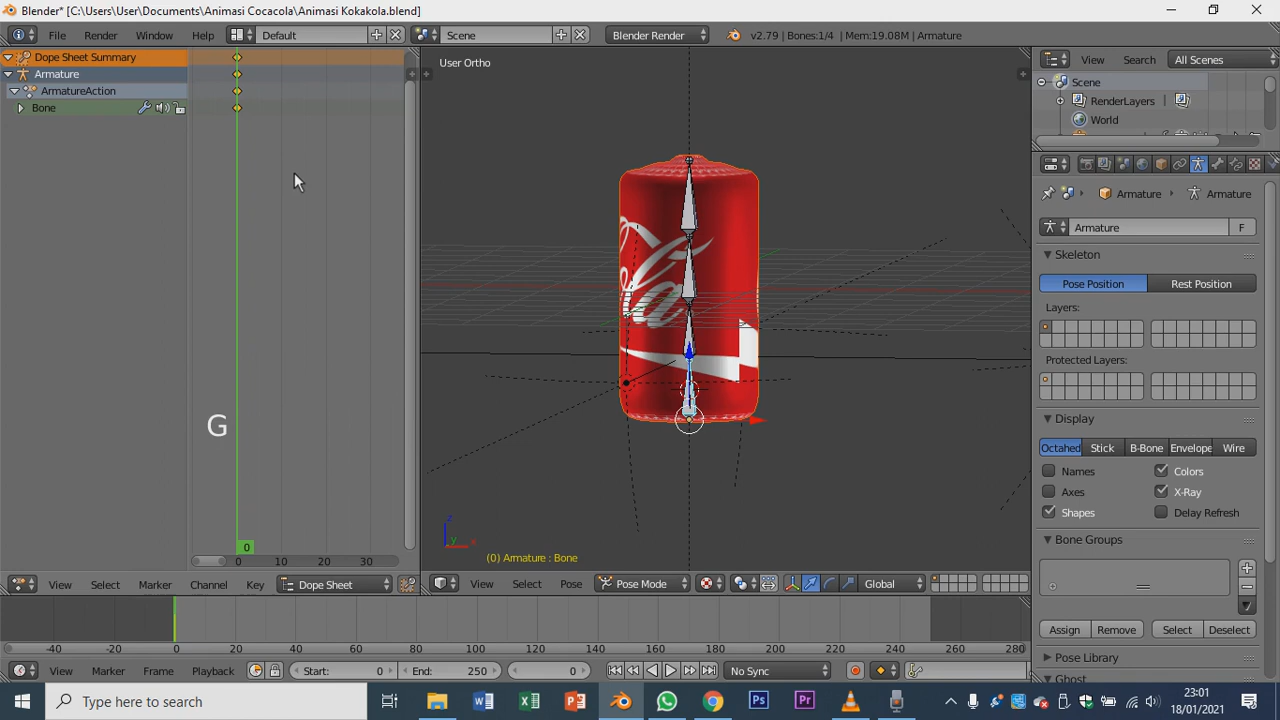 Blender* [C:\Users\User\Documents\Animasi Cocacola\Animasi Kokakola.blend]
File Render Window Help Default Scene Blender Render v2.79 | Bones:1/4 | Mem:19.08M | Armature
Dope Sheet Summary
Armature
ArmatureAction
Bone
G
0
0 10 20 30
View Select Marker Channel Key Dope Sheet
User Ortho
(0) Armature : Bone
View Select Pose Pose Mode Global
View Search All Scenes
Scene
RenderLayers
World
Armature Armature
Armature F
Skeleton
Pose Position Rest Position
Layers:
Protected Layers:
Display
Octahed Stick B-Bone Envelope Wire
Names Colors
Axes X-Ray
Shapes Delay Refresh
Bone Groups
Assign Remove Select Deselect
Pose Library
Ghost
-40 -20 0 20 40 60 80 100 120 140 160 180 200 220 240 260 280
View Marker Frame Playback Start: 0 End: 250 0 No Sync
Type here to search
23:01
18/01/2021